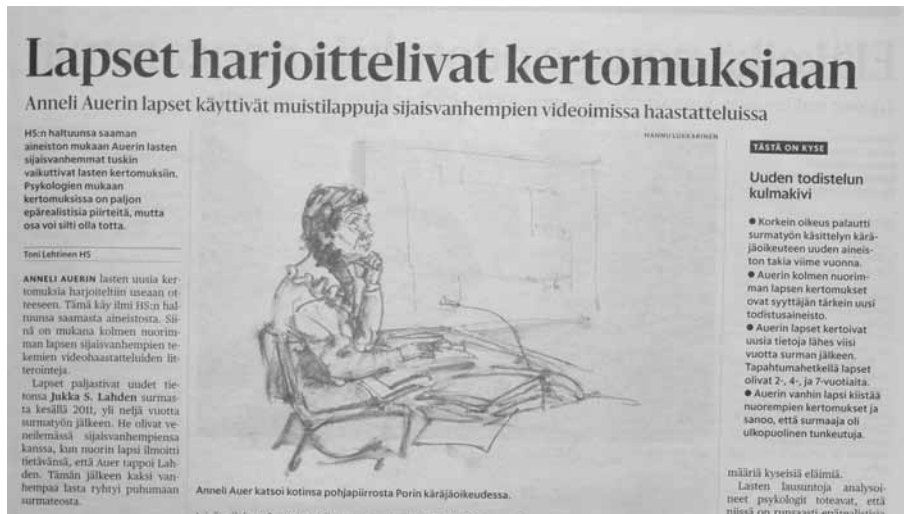 Lapset harjoittelivat kertomuksiaan
Anneli Auerin lapset käyttivät muistilappuja sijaisvanhempien videoimissa haastatteluissa
HS:n haltuunsa saaman
aineiston mukaan Auerin lasten
sijaisvanhemmat tuskin
vaikuttivat lasten kertomuksiin.
Psykologien mukaan
kertomuksissa on paljon
epärealistisia piirteitä, mutta
osa voi silti olla totta.
Toni Lehtinen HS
ANNELI AUERIN lasten uusia ker-
tomuksia harjoiteltiin useaan ot-
teeseen. Tämä käy ilmi HS:n hal-
tuunsa saamasta aineistosta. Sii-
nä on mukana kolmen nuorim-
man lapsen sijaisvanhempien te-
kemien videohaastatteluiden lit-
terointeja.
Lapset paljastivat uudet tie-
tonsa Jukka S. Lahden surmas-
ta kesällä 2011, yli neljä vuotta
surmatyön jälkeen. He olivat ve-
neilemässä sijaisvanhempiensa
kanssa, kun nuorin lapsi ilmoitti
tietävänsä, että Auer tappoi Lah-
den. Tämän jälkeen kaksi van-
hempaa lasta ryhtyi puhumaan
surmateosta.
HANNU LUKKARINEN
Anneli Auer katsoi kotinsa pohjapiirrosta Porin käräjäoikeudessa.
TÄSTÄ ON KYSE
Uuden todistelun
kulmakivi
● Korkein oikeus palautti
surmatyön käsittelyn kärä-
jäoikeuteen uuden aineis-
ton takia viime vuonna.
● Auerin kolmen nuorim-
man lapsen kertomukset
ovat syyttäjän tärkein uusi
todistusaineisto.
● Auerin lapset kertoivat
uusia tietoja lähes viisi
vuotta surman jälkeen.
Tapahtumahetkellä lapset
olivat 2-, 4-, ja 7-vuotiaita.
● Auerin vanhin lapsi kiistää
nuorempien kertomukset ja
sanoo, että surmaaja oli
ulkopuolinen tunkeutuja.
määriä kyseisiä eläimiä.
Lasten lausuntoja analysoi-
neet psykologit toteavat, että
niissä on runsaasti epärealistisia